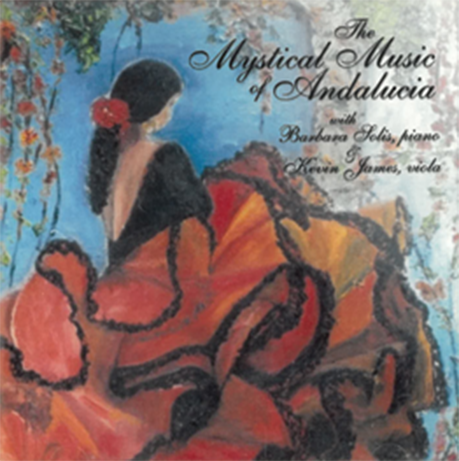 The
Mystical Music
of Andalucia
with
Barbara Solis, piano
&
Kevin James, viola